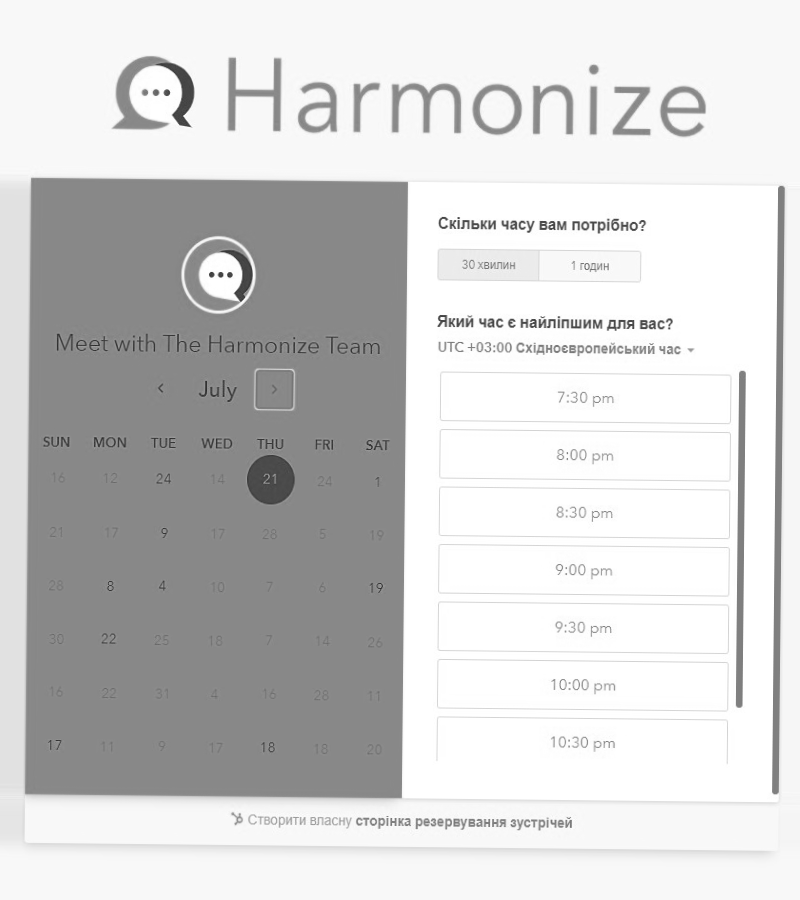 Harmonize
Meet with The Harmonize Team
July
SUN MON TUE WED THU FRI SAT
16 12 24 14 21 24 1
21 17 9 17 28 5 19
28 8 4 10 7 6 19
30 22 25 18 7 14 26
16 22 31 4 16 28 11
17 11 9 17 18 18 20
Скільки часу вам потрібно?
30 хвилин 1 годин
Який час є найліпшим для вас?
UTC +03:00 Східноєвропейський час
7:30 pm
8:00 pm
8:30 pm
9:00 pm
9:30 pm
10:00 pm
10:30 pm
Створити власну сторінка резервування зустрічей